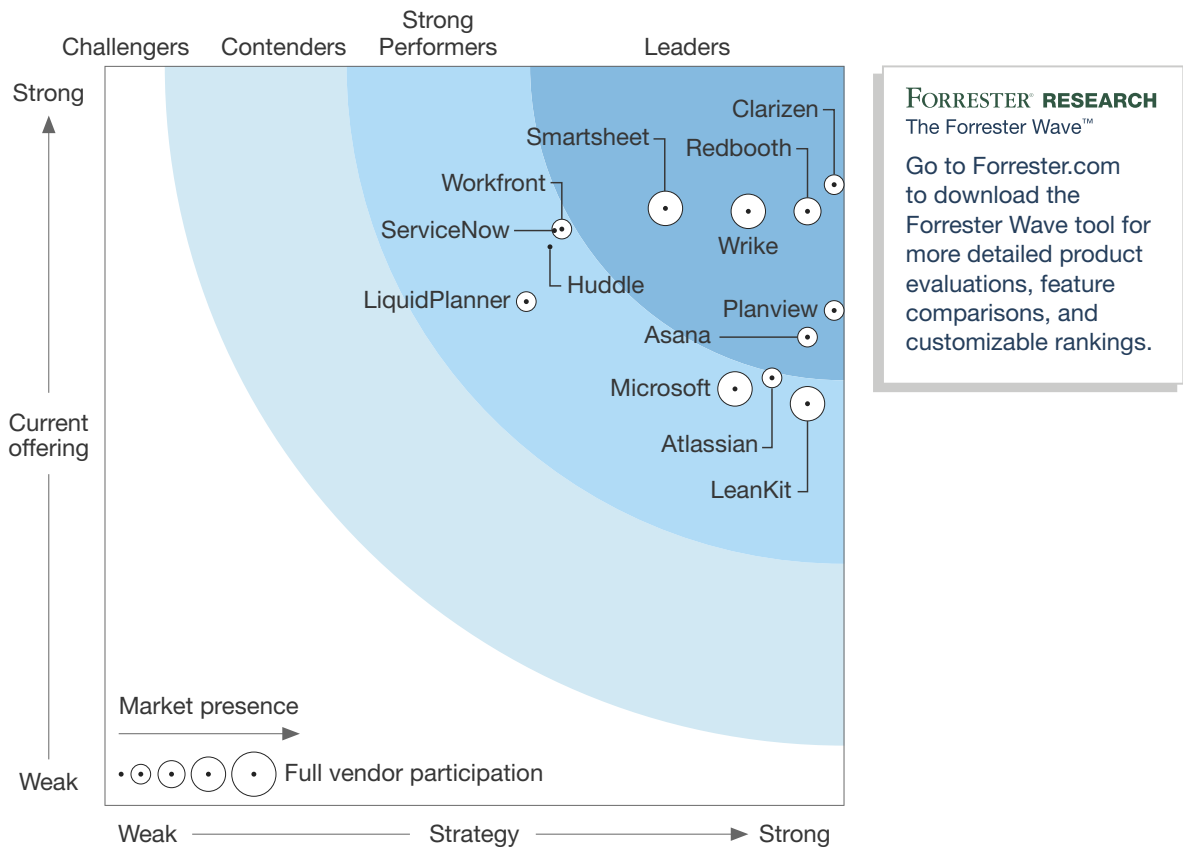 Strong
Challengers Contenders Performers Leaders
Strong
Clarizen
Smartsheet
Redbooth
Workfront
ServiceNow
Wrike
Huddle
LiquidPlanner
Planview
Asana
Microsoft
Atlassian
LeanKit
Current
offering
Market presence
Full vendor participation
Weak
Weak Strategy Strong
FORRESTER® RESEARCH
The Forrester Wave™
Go to Forrester.com
to download the
Forrester Wave tool for
more detailed product
evaluations, feature
comparisons, and
customizable rankings.